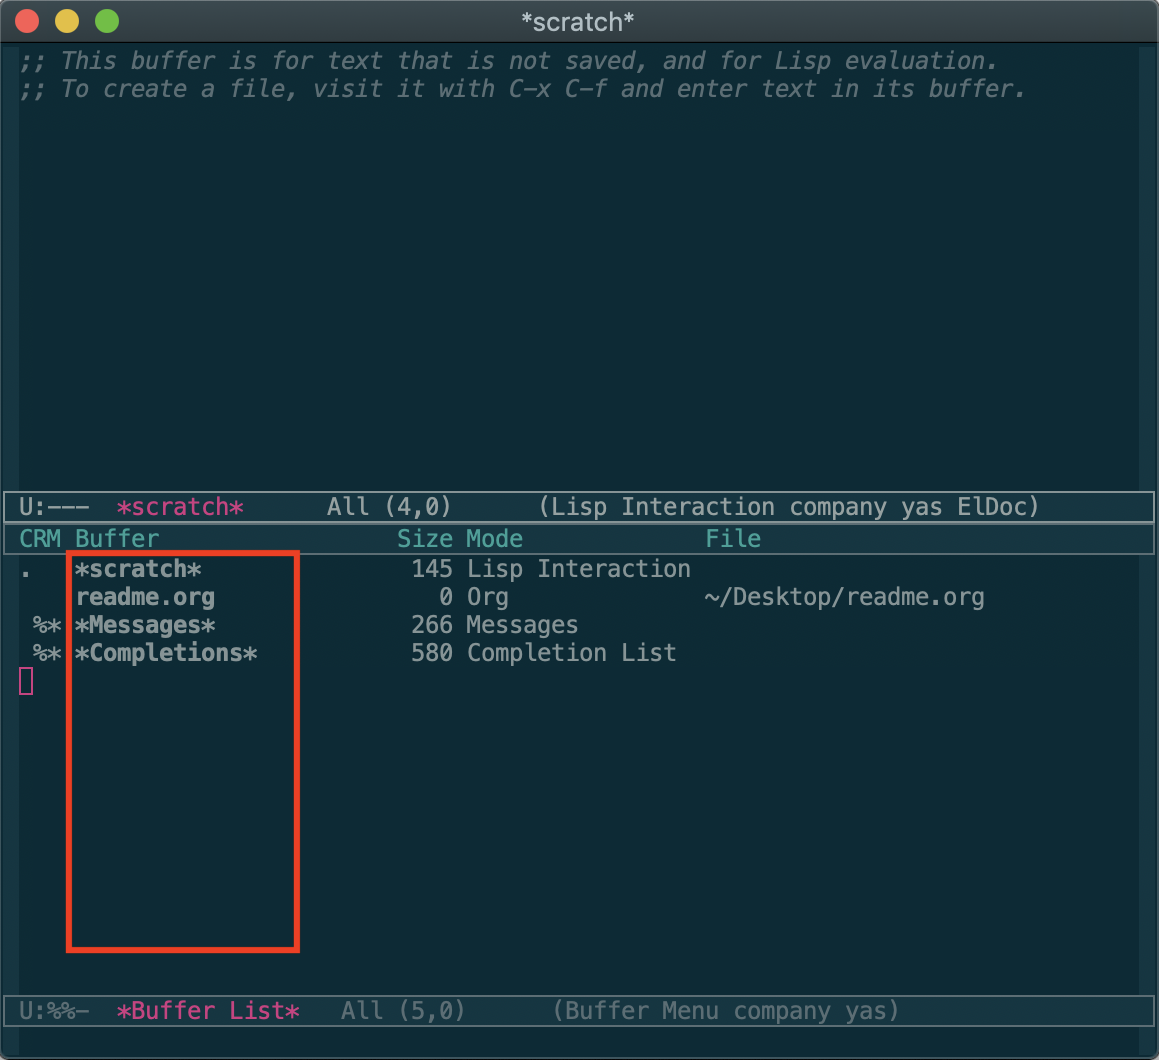 *scratch*
;; This buffer is for text that is not saved, and for Lisp evaluation.
;; To create a file, visit it with C-x C-f and enter text in its buffer.
U:--- *scratch* All (4,0) (Lisp Interaction company yas ElDoc)
CRM Buffer Size Mode File
. *scratch* 145 Lisp Interaction
readme.org 0 Org ~/Desktop/readme.org
%* *Messages* 266 Messages
%* *Completions* 580 Completion List
U:%%- *Buffer List* All (5,0) (Buffer Menu company yas)